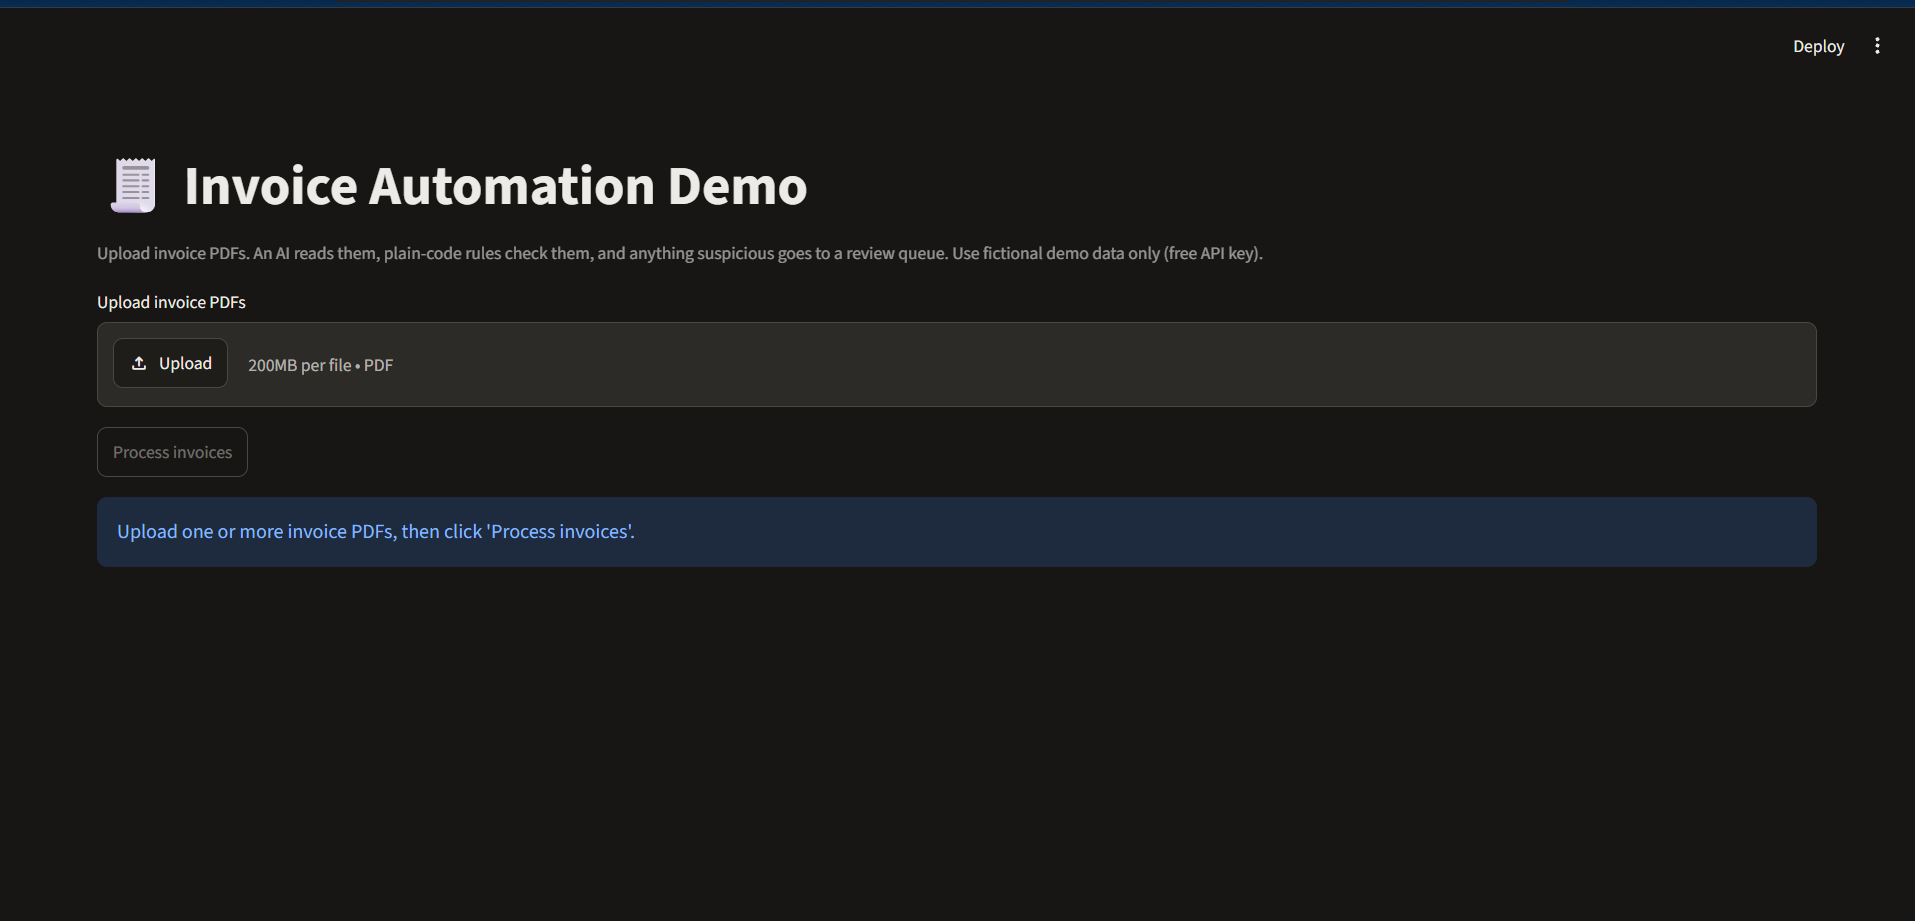 Deploy
Invoice Automation Demo
Upload invoice PDFs. An AI reads them, plain-code rules check them, and anything suspicious goes to a review queue. Use fictional demo data only (free API key).
Upload invoice PDFs
Upload
200MB per file • PDF
Process invoices
Upload one or more invoice PDFs, then click 'Process invoices'.